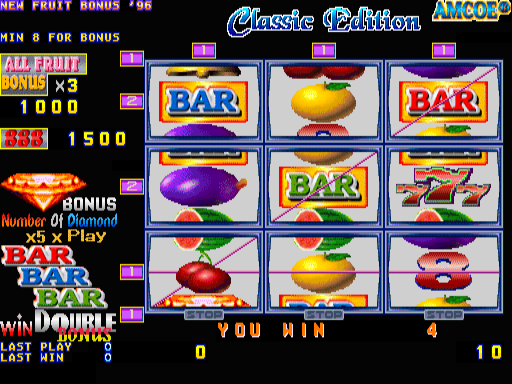 NEW FRUIT BONUS '96
Classic Edition
AMCOE®
MIN 8 FOR BONUS
1 1 1
ALL FRUIT
BONUS x3
1000
1
2
888 1500
BAR BAR
BONUS
Number Of Diamond
x5 x Play
2
BAR 777
BAR
BAR
BAR
1
1
WIN DOUBLE
BONUS
STOP STOP STOP
YOU WIN 4
LAST PLAY 0
LAST WIN 0
0 10